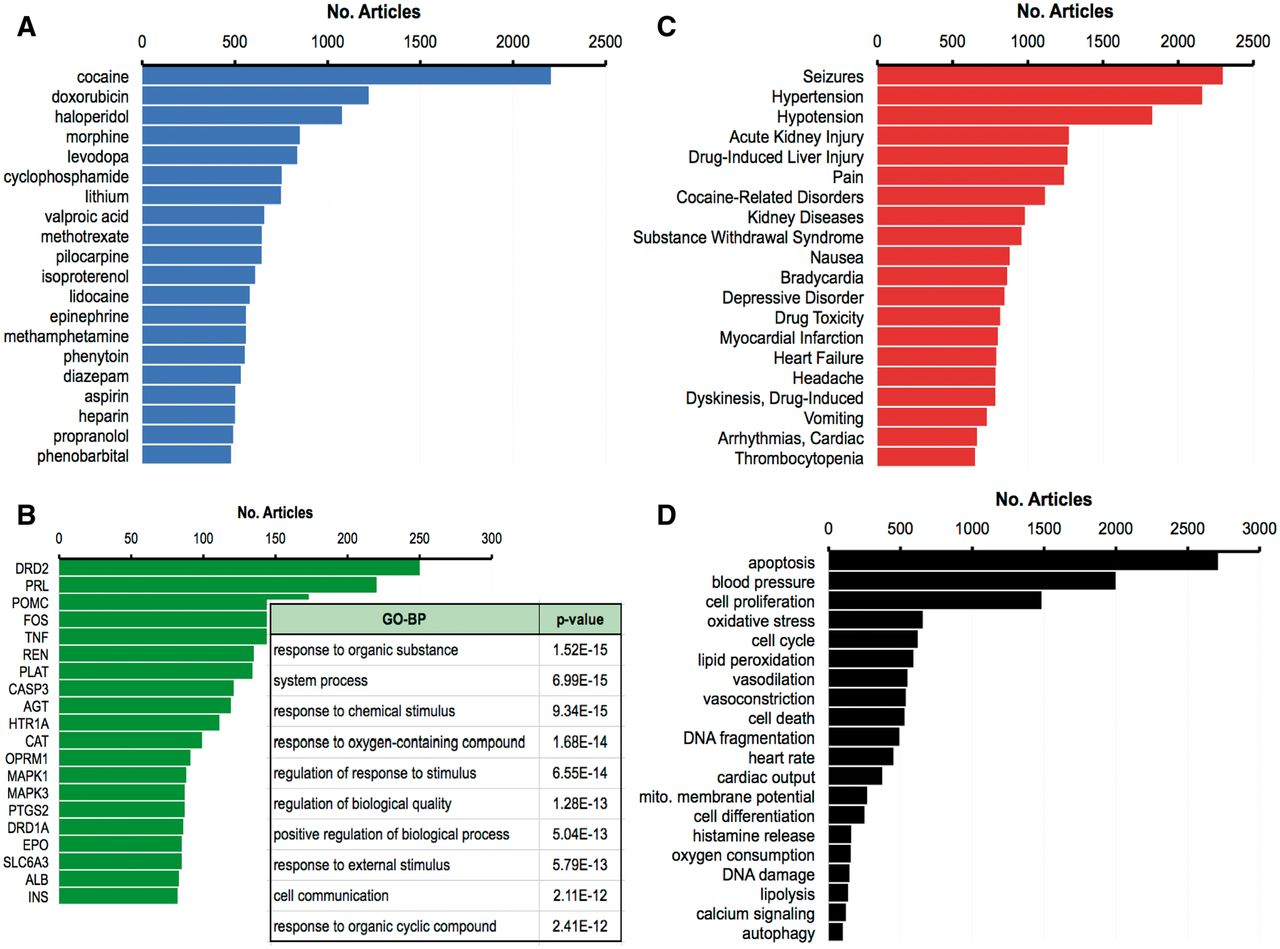 A
No. Articles
0 500 1000 1500 2000 2500
cocaine
doxorubicin
haloperidol
morphine
levodopa
cyclophosphamide
lithium
valproic acid
methotrexate
pilocarpine
isoproterenol
lidocaine
epinephrine
methamphetamine
phenytoin
diazepam
aspirin
heparin
propranolol
phenobarbital
C
No. Articles
0 500 1000 1500 2000 2500
Seizures
Hypertension
Hypotension
Acute Kidney Injury
Drug-Induced Liver Injury
Pain
Cocaine-Related Disorders
Kidney Diseases
Substance Withdrawal Syndrome
Nausea
Bradycardia
Depressive Disorder
Drug Toxicity
Myocardial Infarction
Heart Failure
Headache
Dyskinesis, Drug-Induced
Vomiting
Arrhythmias, Cardiac
Thrombocytopenia
B
No. Articles
0 50 100 150 200 250 300
DRD2
PRL
POMC
FOS
TNF
REN
PLAT
CASP3
AGT
HTR1A
CAT
OPRM1
MAPK1
MAPK3
PTGS2
DRD1A
EPO
SLC6A3
ALB
INS
GO-BP p-value
response to organic substance 1.52E-15
system process 6.99E-15
response to chemical stimulus 9.34E-15
response to oxygen-containing compound 1.68E-14
regulation of response to stimulus 6.55E-14
regulation of biological quality 1.28E-13
positive regulation of biological process 5.04E-13
response to external stimulus 5.79E-13
cell communication 2.11E-12
response to organic cyclic compound 2.41E-12
D
No. Articles
0 500 1000 1500 2000 2500 3000
apoptosis
blood pressure
cell proliferation
oxidative stress
cell cycle
lipid peroxidation
vasodilation
vasoconstriction
cell death
DNA fragmentation
heart rate
cardiac output
mito. membrane potential
cell differentiation
histamine release
oxygen consumption
DNA damage
lipolysis
calcium signaling
autophagy